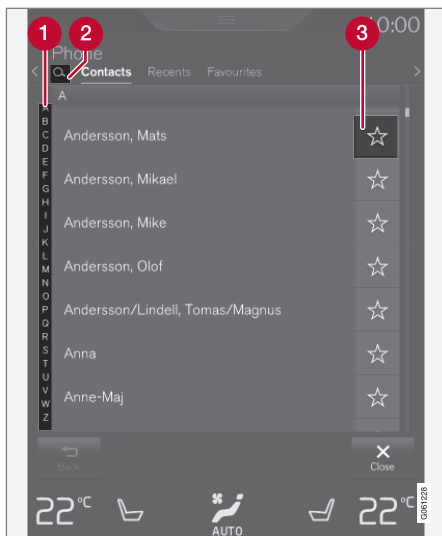 1 2 3
10:00
Phone
Contacts Recents Favourites
A
A
B
C
D
E
F
G
H
I
J
K
L
M
N
O
P
Q
R
S
T
U
V
W
Z
Andersson, Mats
Andersson, Mikael
Andersson, Mike
Andersson, Olof
Andersson/Lindell, Tomas/Magnus
Anna
Anne-Maj
Back
Close
22°C
AUTO
22°C
G061228